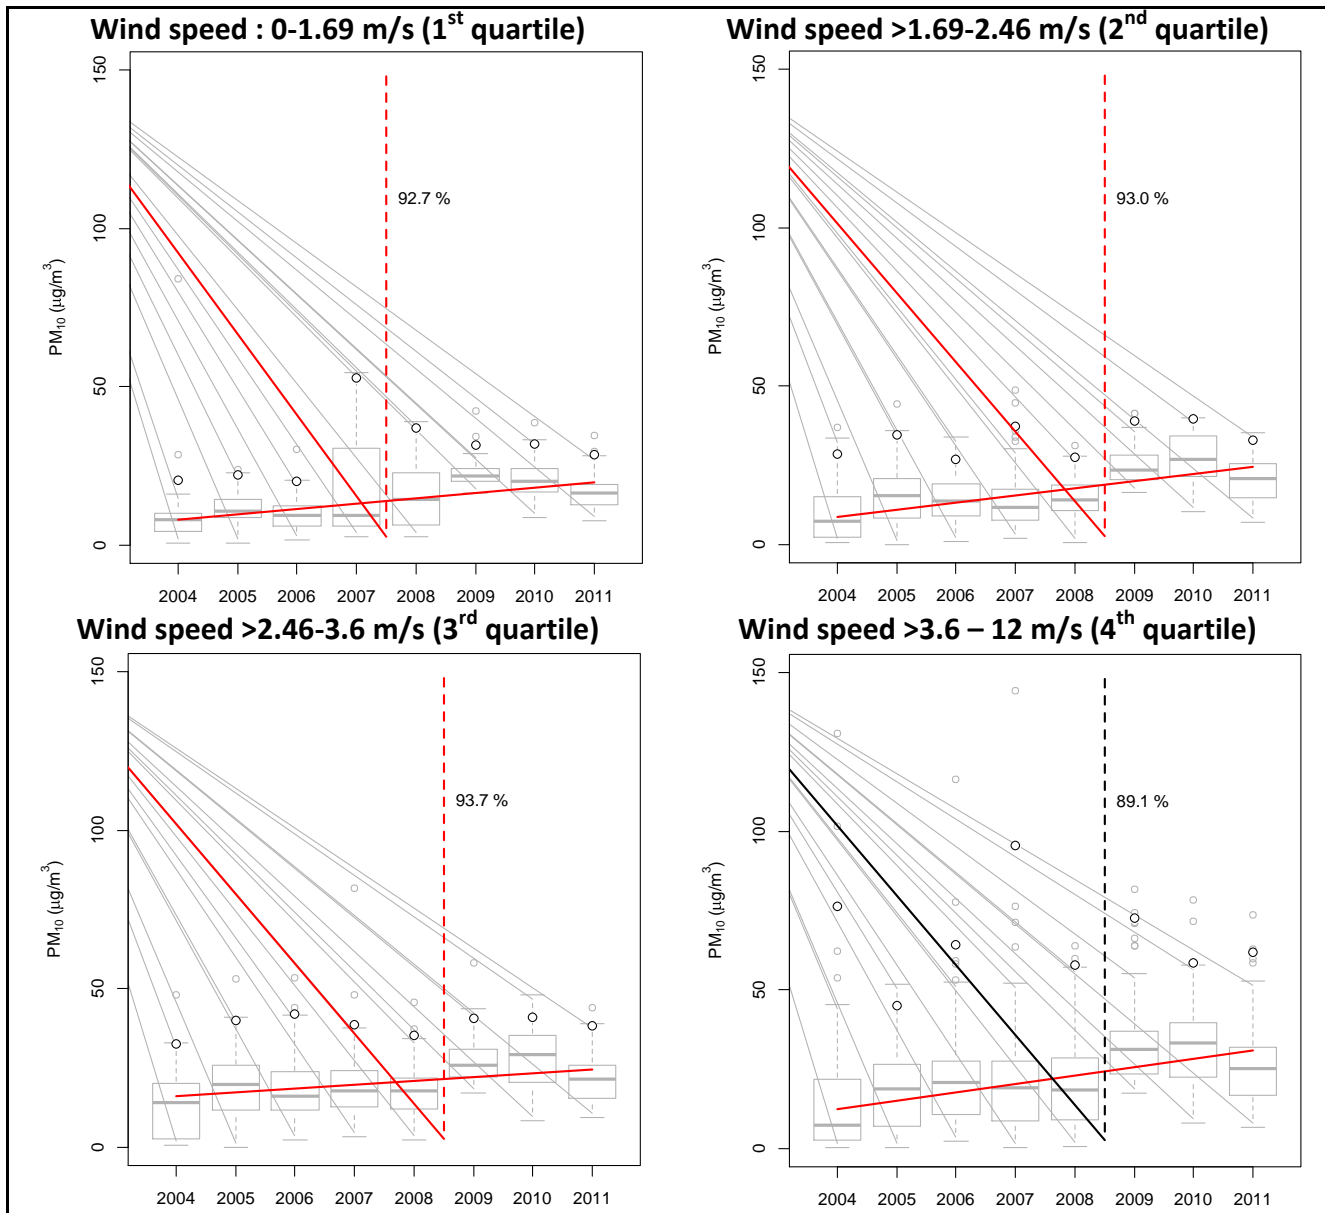 Wind speed : 0-1.69 m/s (1st quartile)
150
100
50
0
PM10 (µg/m3)
92.7 %
2004 2005 2006 2007 2008 2009 2010 2011
Wind speed >1.69-2.46 m/s (2nd quartile)
150
100
50
0
PM10 (µg/m3)
93.0 %
2004 2005 2006 2007 2008 2009 2010 2011
Wind speed >2.46-3.6 m/s (3rd quartile)
150
100
50
0
PM10 (µg/m3)
93.7 %
2004 2005 2006 2007 2008 2009 2010 2011
Wind speed >3.6 – 12 m/s (4th quartile)
150
100
50
0
PM10 (µg/m3)
89.1 %
2004 2005 2006 2007 2008 2009 2010 2011